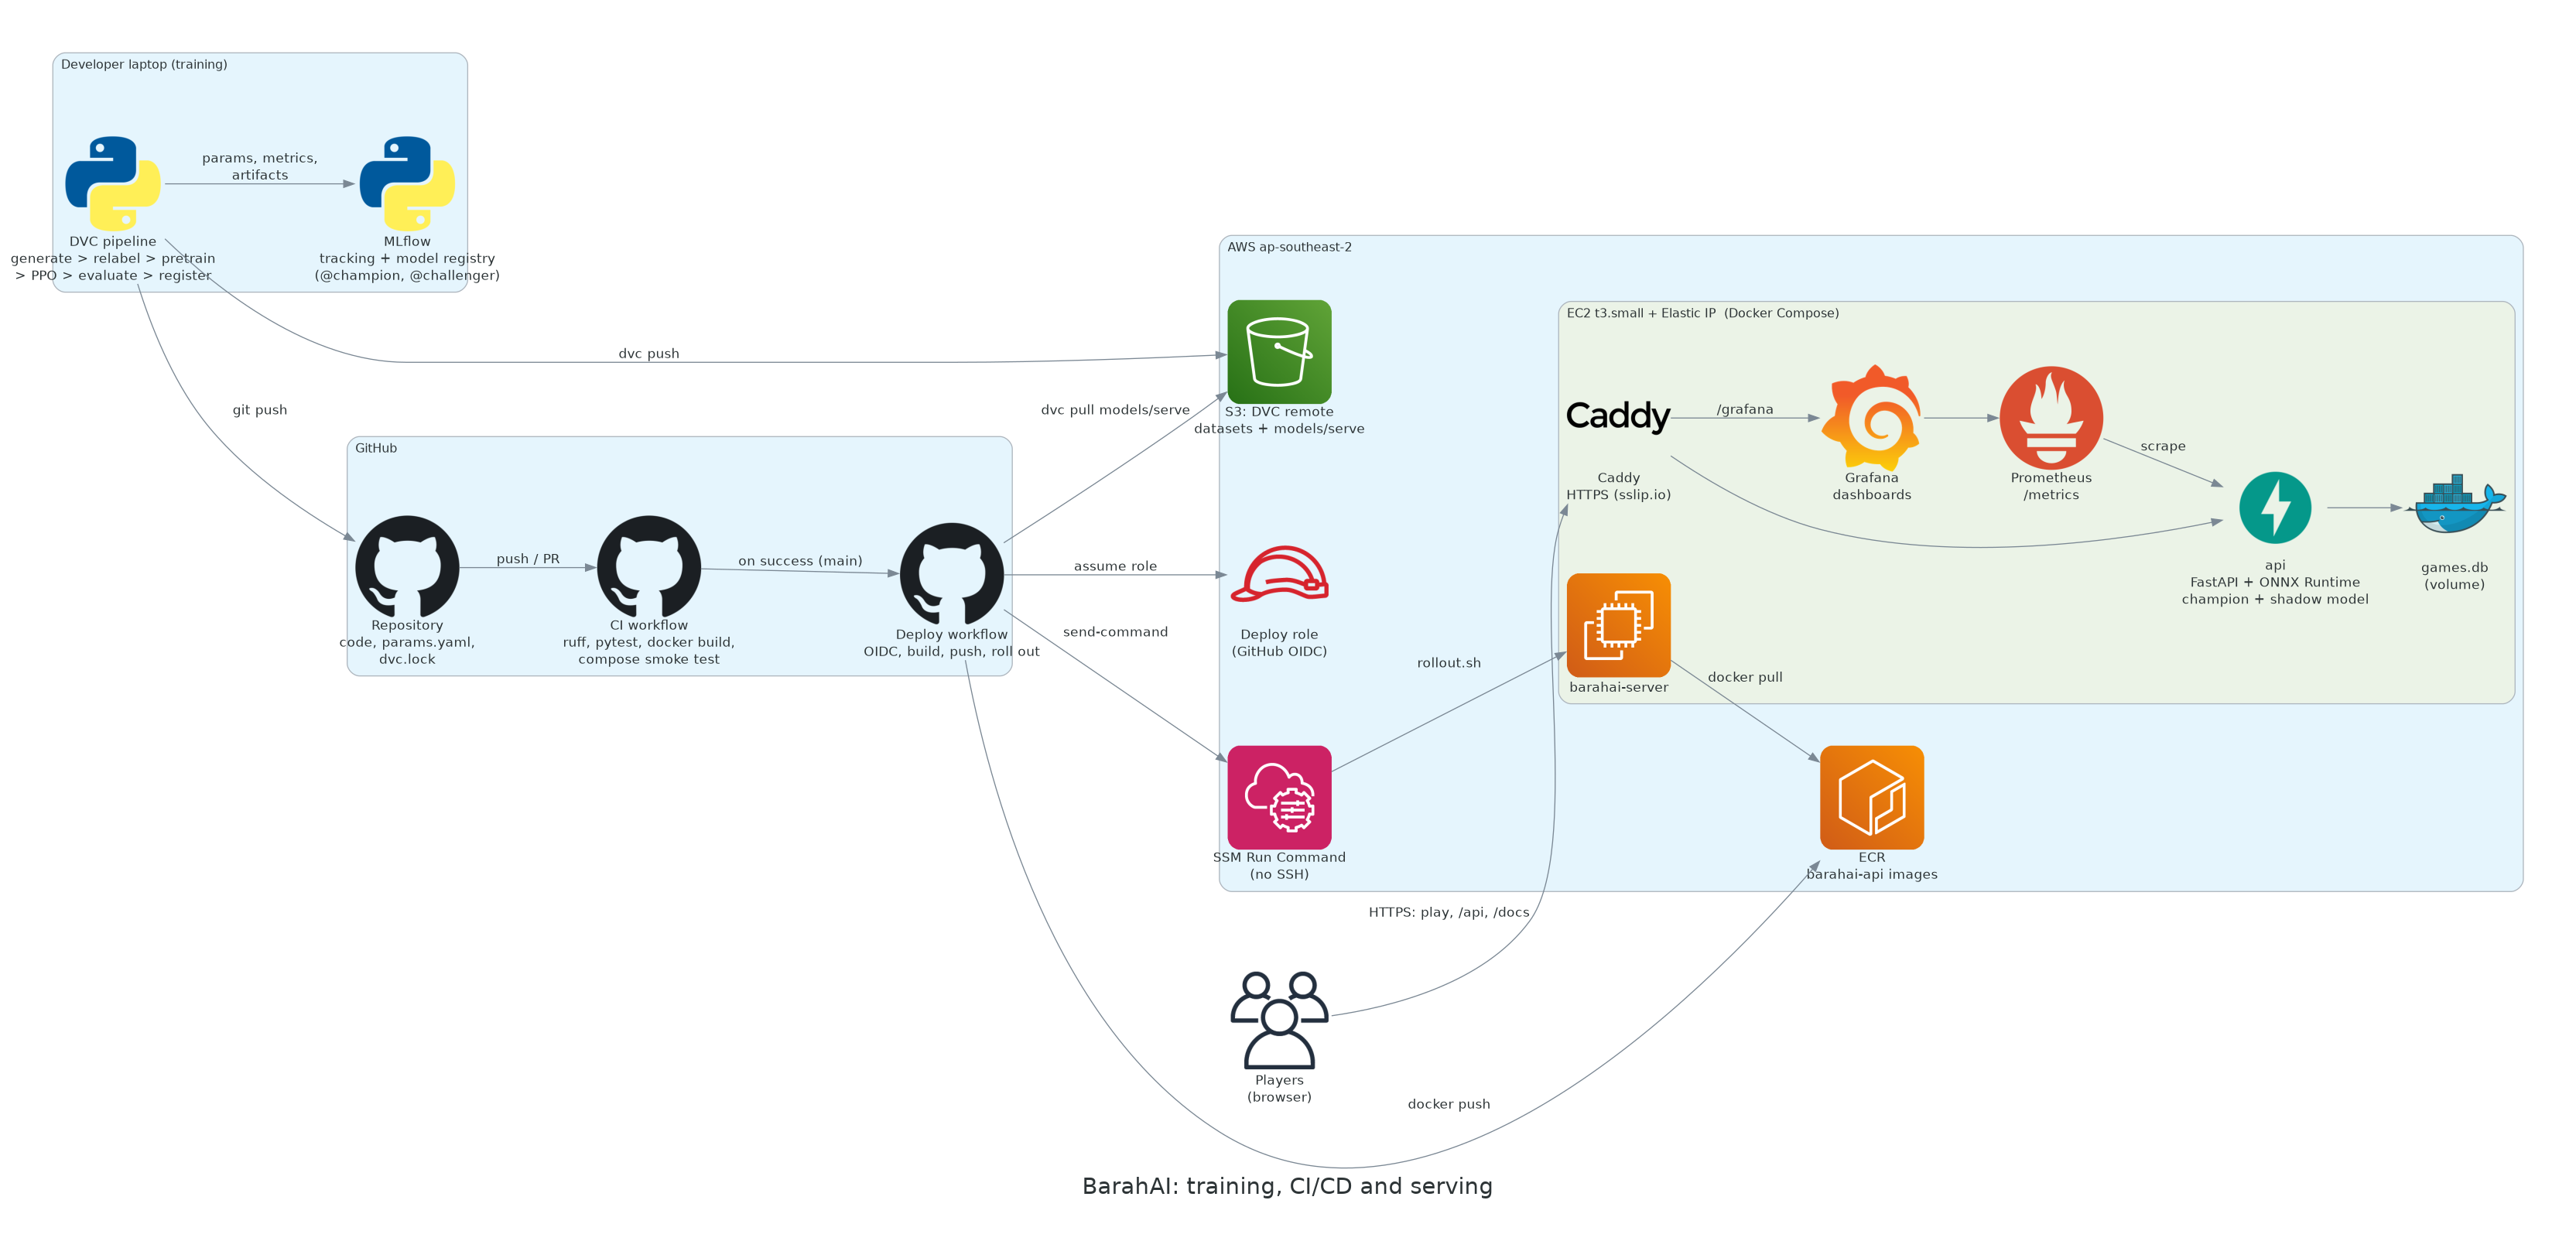 Developer laptop (training)
params, metrics,
artifacts
DVC pipeline
generate > relabel > pretrain
> PPO > evaluate > register
MLflow
tracking + model registry
(@champion, @challenger)
dvc push
git push
GitHub
Repository
code, params.yaml,
dvc.lock
push / PR
CI workflow
ruff, pytest, docker build,
compose smoke test
on success (main)
Deploy workflow
OIDC, build, push, roll out
dvc pull models/serve
assume role
send-command
AWS ap-southeast-2
S3: DVC remote
datasets + models/serve
Deploy role
(GitHub OIDC)
SSM Run Command
(no SSH)
rollout.sh
EC2 t3.small + Elastic IP  (Docker Compose)
Caddy
Caddy
HTTPS (sslip.io)
/grafana
Grafana
dashboards
Prometheus
/metrics
scrape
api
FastAPI + ONNX Runtime
champion + shadow model
games.db
(volume)
barahai-server
docker pull
ECR
barahai-api images
HTTPS: play, /api, /docs
Players
(browser)
docker push
BarahAI: training, CI/CD and serving